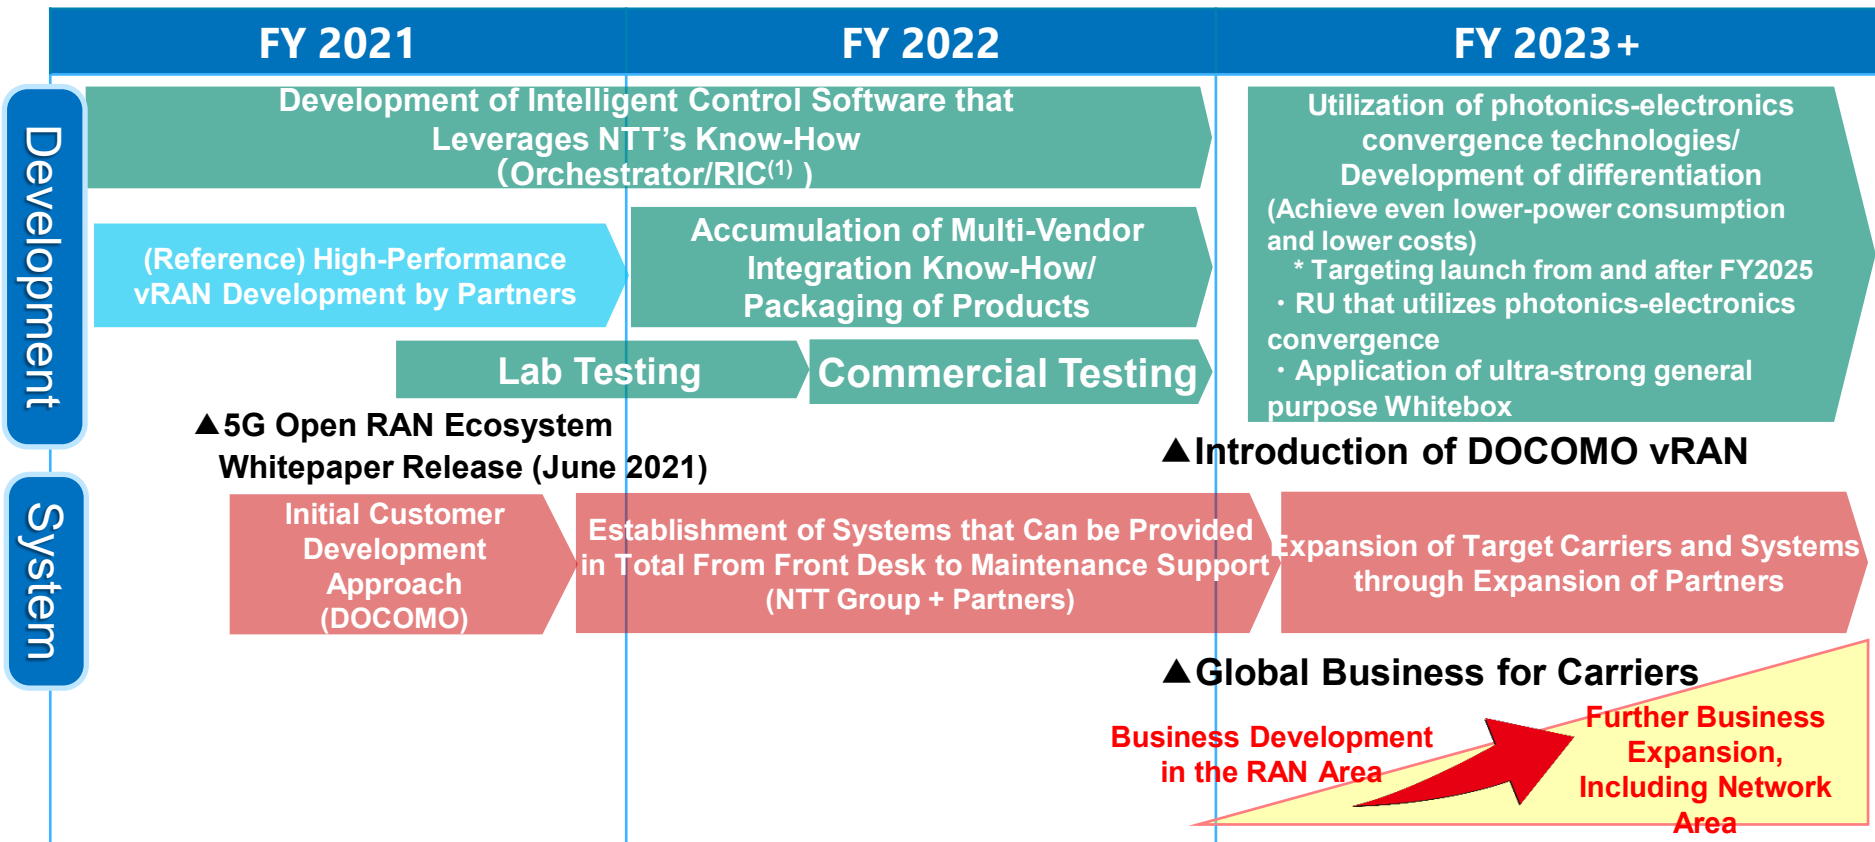 FY 2021
FY 2022
FY 2023+
Development
Development of Intelligent Control Software that
Leverages NTT’s Know-How
(Orchestrator/RIC(1) )
(Reference) High-Performance
vRAN Development by Partners
Accumulation of Multi-Vendor
Integration Know-How/
Packaging of Products
Lab Testing
Commercial Testing
Utilization of photonics-electronics
convergence technologies/
Development of differentiation
(Achieve even lower-power consumption
and lower costs)
* Targeting launch from and after FY2025
・RU that utilizes photonics-electronics
convergence
・Application of ultra-strong general
purpose Whitebox
▲5G Open RAN Ecosystem
Whitepaper Release (June 2021)
▲Introduction of DOCOMO vRAN
System
Initial Customer
Development
Approach
(DOCOMO)
Establishment of Systems that Can be Provided
in Total From Front Desk to Maintenance Support
(NTT Group + Partners)
Expansion of Target Carriers and Systems
through Expansion of Partners
▲Global Business for Carriers
Business Development
in the RAN Area
Further Business
Expansion,
Including Network
Area